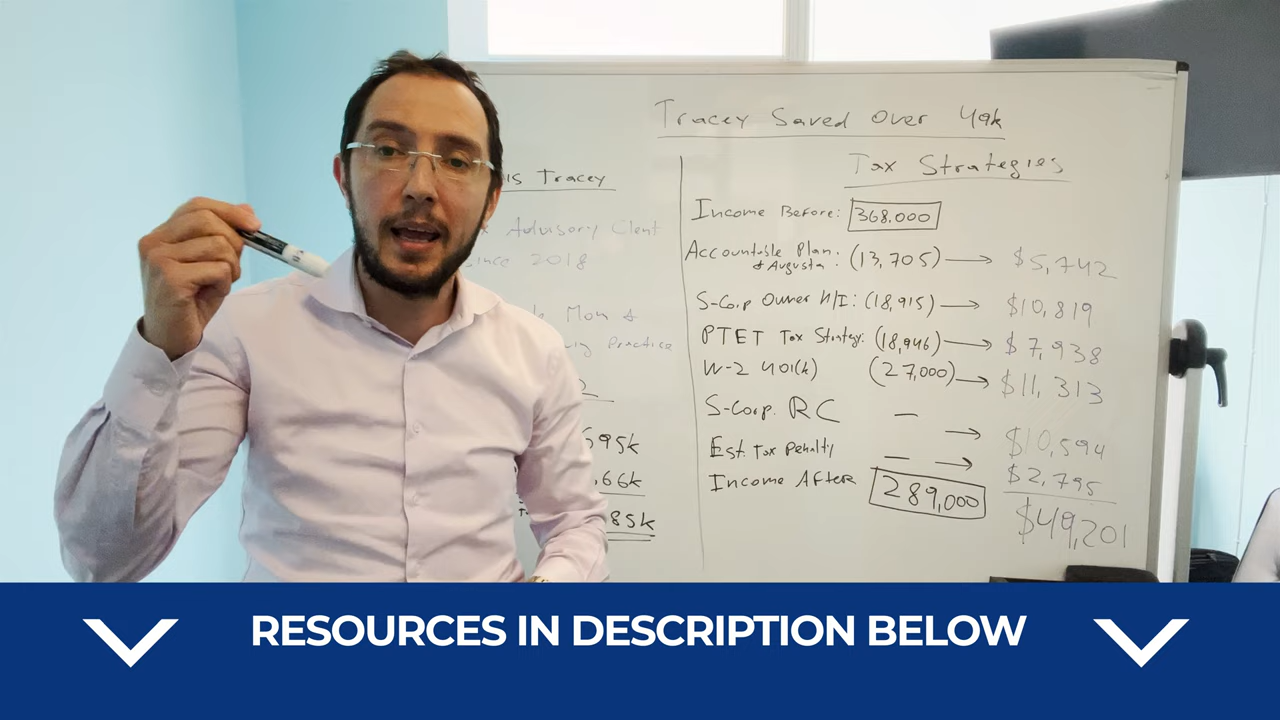 Tracey Saved Over 49k
is Tracey
Advisory Client
since 2018
Mom &
Practice
695k
66k
85k
Tax Strategies
Income Before: 368.000
Accountable Plan & Augusta: (13,705) → $5,742
S-Corp Owner H/I: (18,915) → $10,819
PTET Tax Strategy: (18,946) → $7,938
W-2 401(k) (27,000) → $11,313
S-Corp. RC — → $10,594
Est. Tax Penalty — → $2,795
Income After 289,000
$49,201
RESOURCES IN DESCRIPTION BELOW